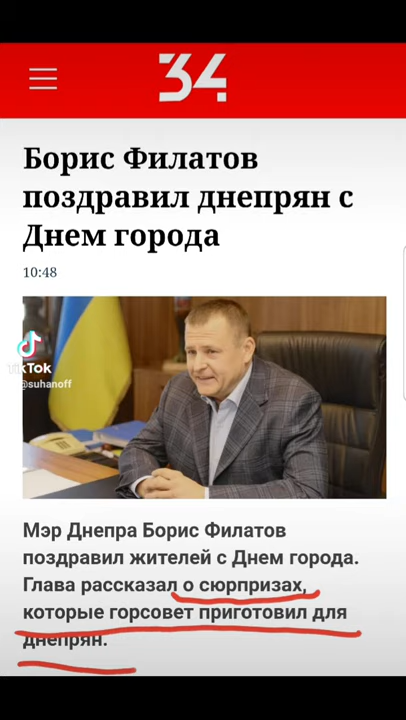 34
Борис Филатов
поздравил днепрян с
Днем города
10:48
TikTok
@suhanoff
Мэр Днепра Борис Филатов
поздравил жителей с Днем города.
Глава рассказал о сюрпризах,
которые горсовет приготовил для
днепрян.